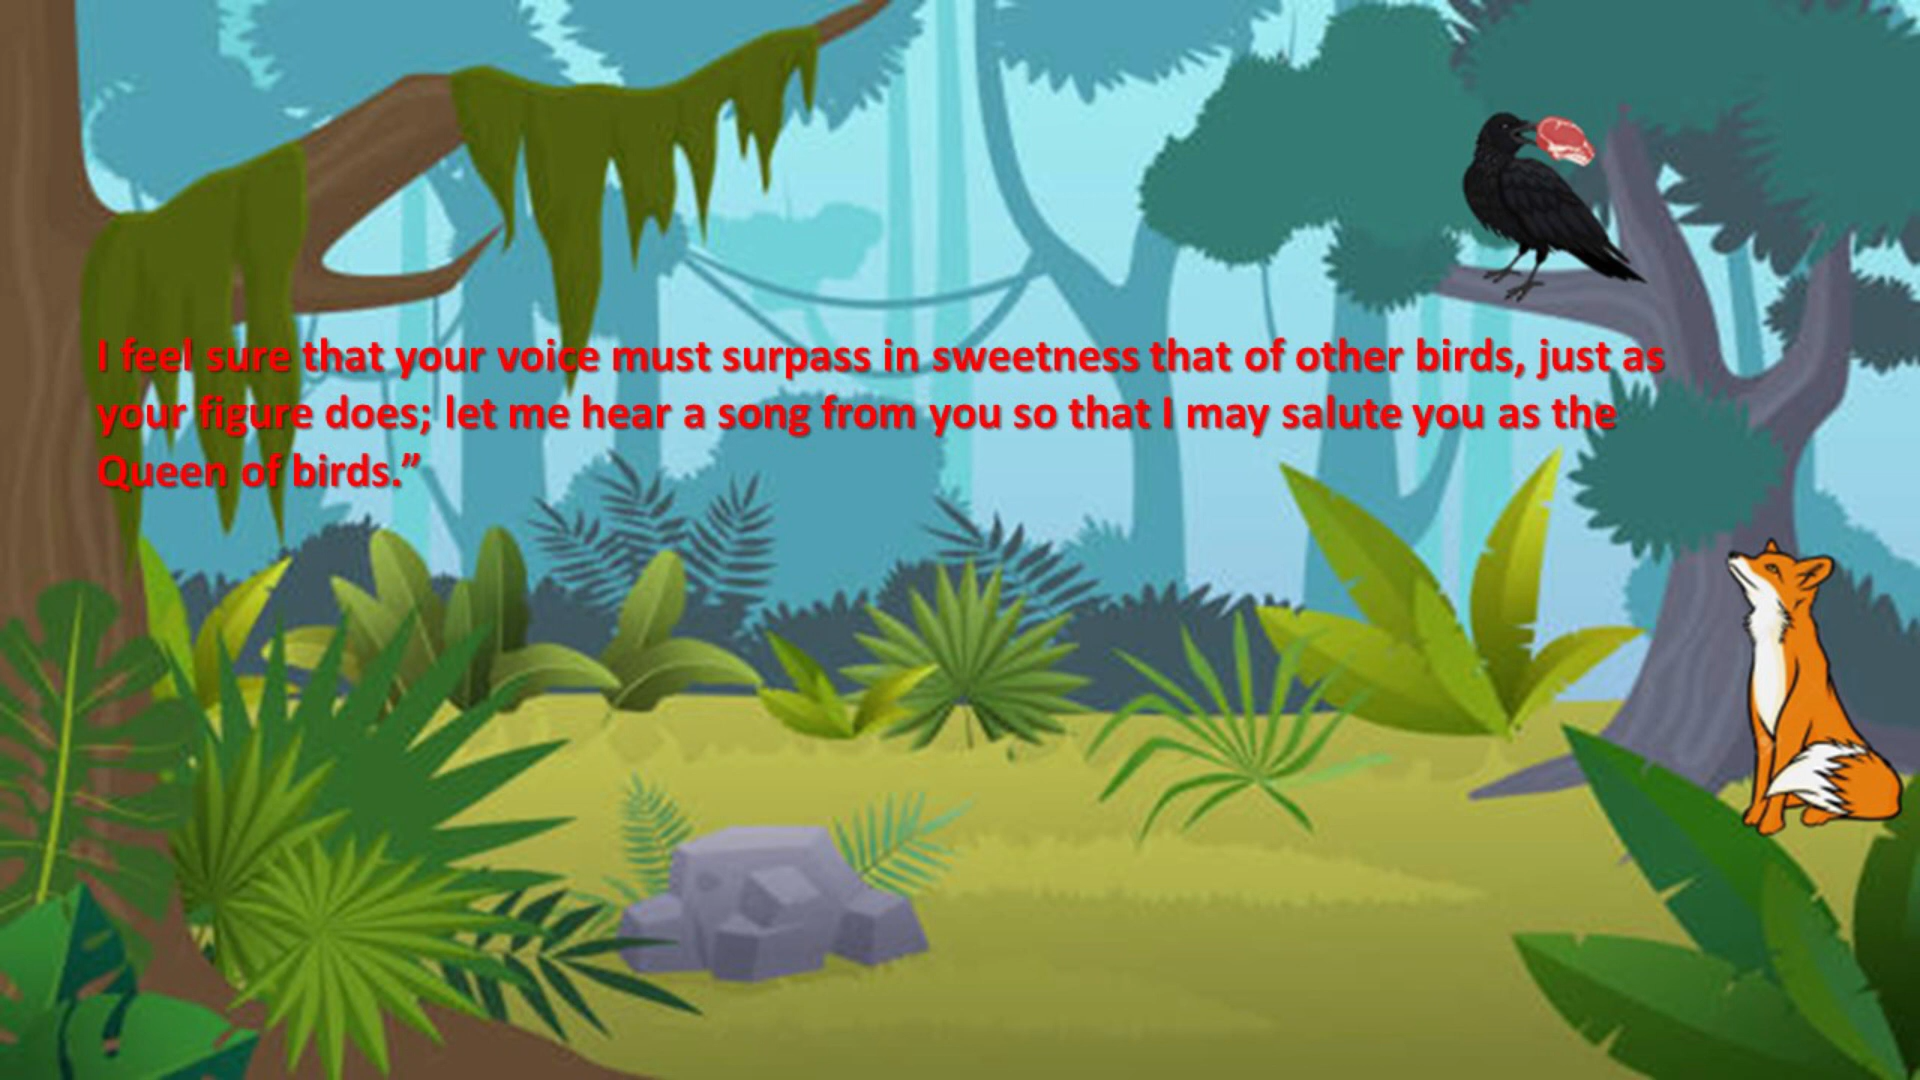 I feel sure that your voice must surpass in sweetness that of other birds, just as
your figure does; let me hear a song from you so that I may salute you as the
Queen of birds.”